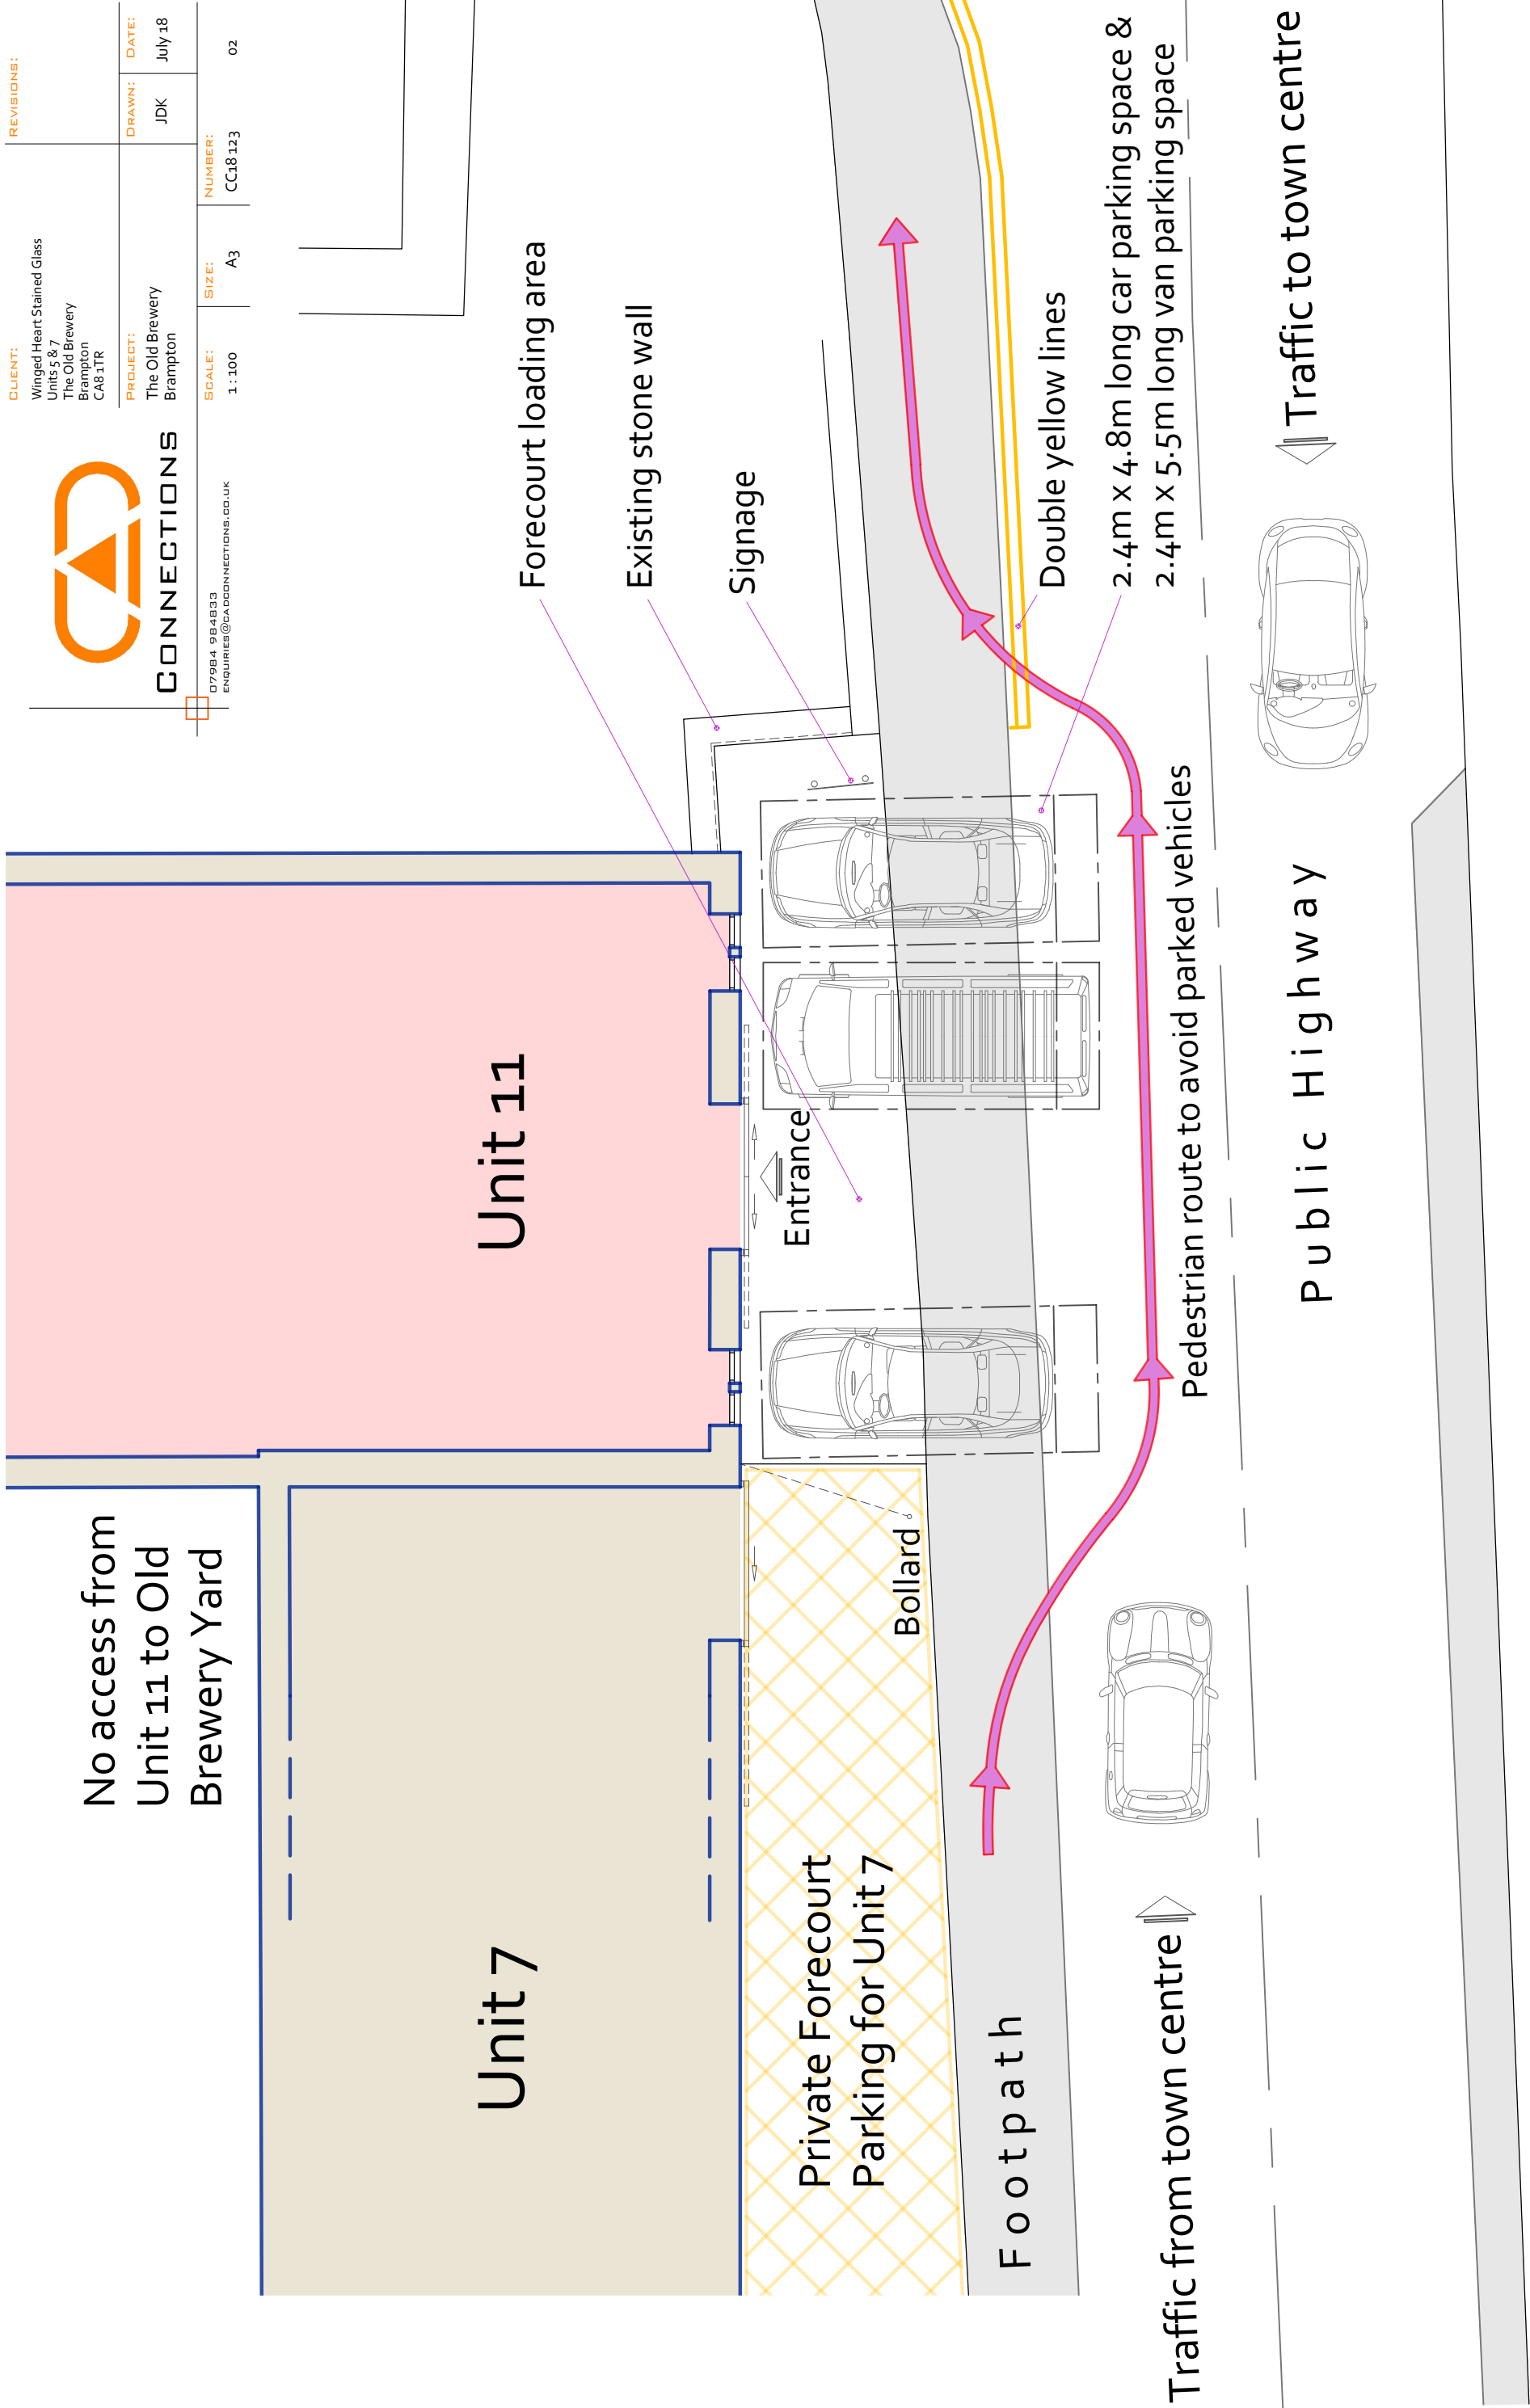 CLIENT:
Winged Heart Stained Glass
Units 5 & 7
The Old Brewery
Brampton
CA8 1TR
REVISIONS:
PROJECT:
The Old Brewery
Brampton
DRAWN:
JDK
DATE:
July 18
SCALE:
1:100
SIZE:
A3
NUMBER:
CC18 123
02
CONNECTIONS
07984 984833
ENQUIRIES@CADCONNECTIONS.CO.UK
No access from
Unit 11 to Old
Brewery Yard
Unit 7
Unit 11
Forecourt loading area
Existing stone wall
Signage
Entrance
Private Forecourt
Parking for Unit 7
Bollard
Footpath
Double yellow lines
2.4m x 4.8m long car parking space &
2.4m x 5.5m long van parking space
Pedestrian route to avoid parked vehicles
Traffic from town centre
Public Highway
Traffic to town centre